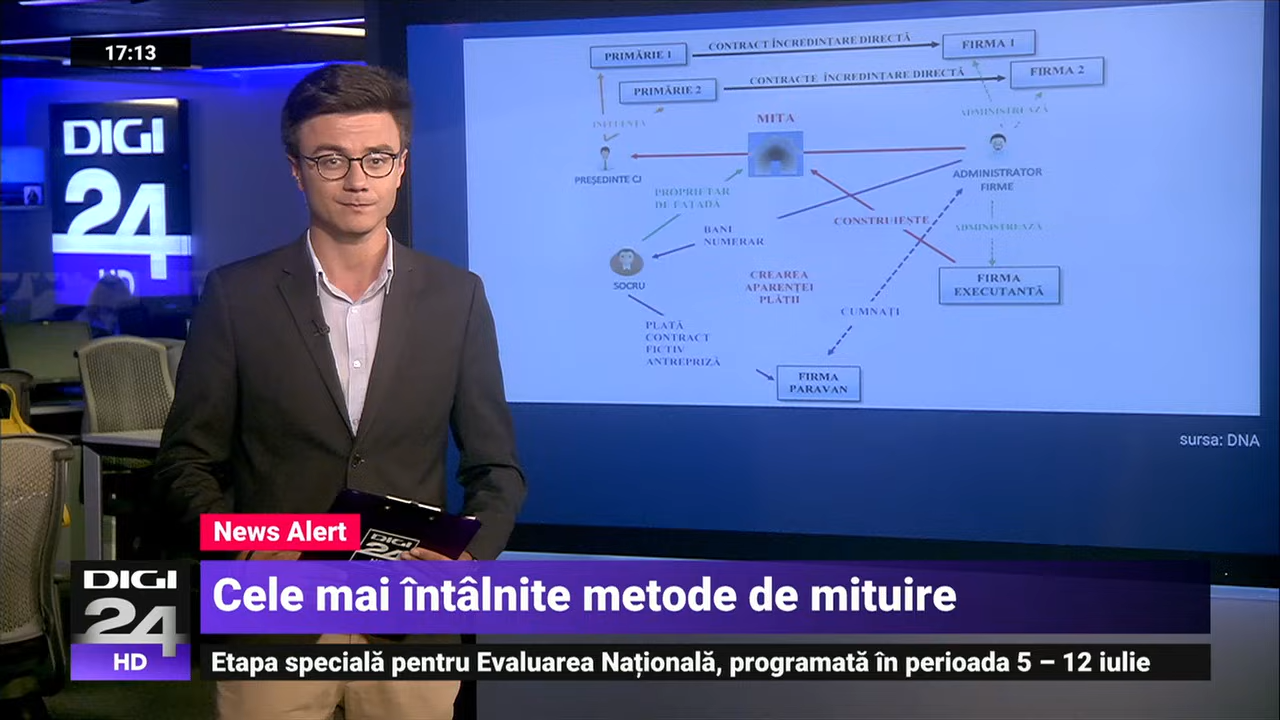 17:13
DIGI
24
HD
PRIMĂRIE 1
CONTRACT ÎNCREDINȚARE DIRECTĂ
FIRMA 1
PRIMĂRIE 2
CONTRACTE ÎNCREDINȚARE DIRECTĂ
FIRMA 2
INFLUENȚĂ
MITA
ADMINISTREAZĂ
PREȘEDINTE CJ
ADMINISTRATOR
FIRME
PROPRIETAR
DE FAȚADĂ
CONSTRUIEȘTE
ADMINISTREAZĂ
BANI
NUMERAR
SOCRU
CREAREA
APARENȚEI
PLĂȚII
FIRMA
EXECUTANTĂ
CUMNAȚI
PLATĂ
CONTRACT
FICTIV
ANTREPRIZĂ
FIRMA
PARAVAN
sursa: DNA
DIGI
24
News Alert
DIGI
24
HD
Cele mai întâlnite metode de mituire
Etapa specială pentru Evaluarea Națională, programată în perioada 5 – 12 iulie